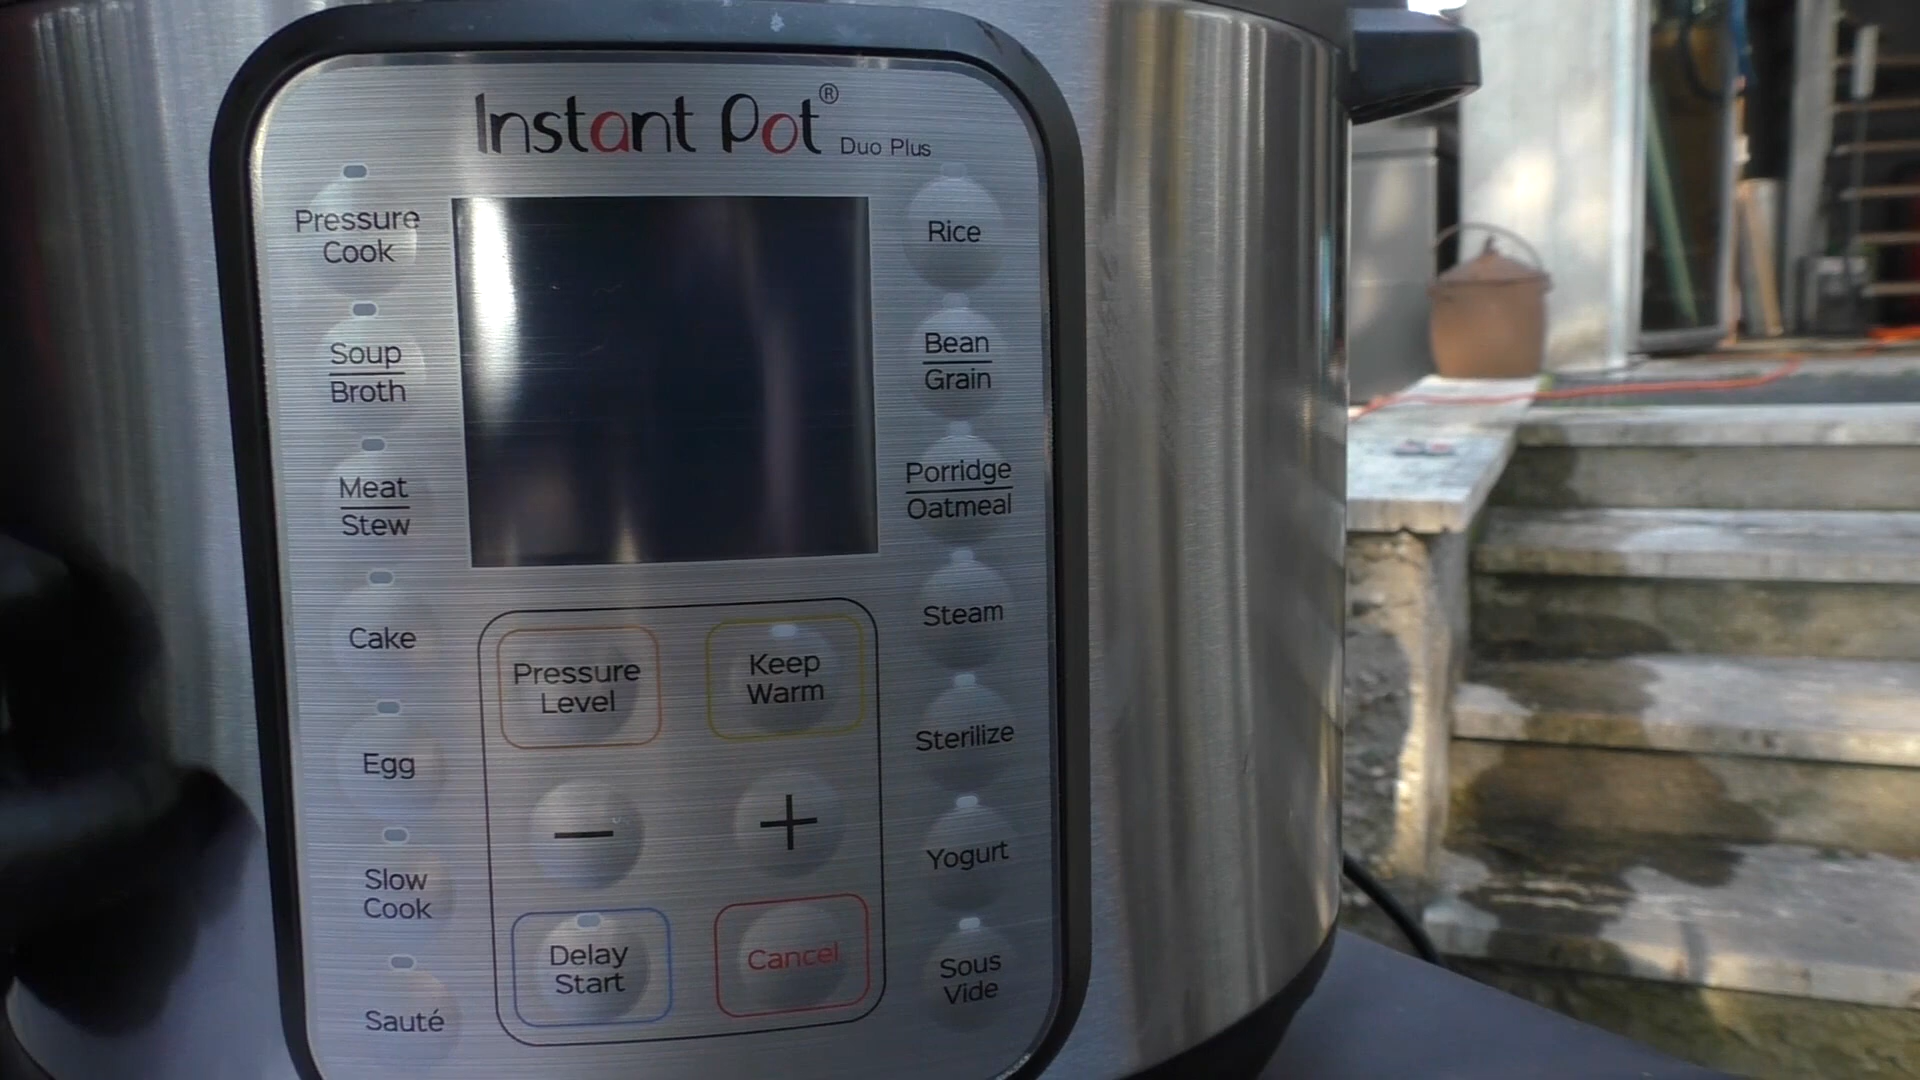 Instant Pot® Duo Plus
Pressure
Cook
Soup
Broth
Meat
Stew
Cake
Egg
Slow
Cook
Sauté
Pressure
Level
Keep
Warm
− +
Delay
Start
Cancel
Rice
Bean
Grain
Porridge
Oatmeal
Steam
Sterilize
Yogurt
Sous
Vide